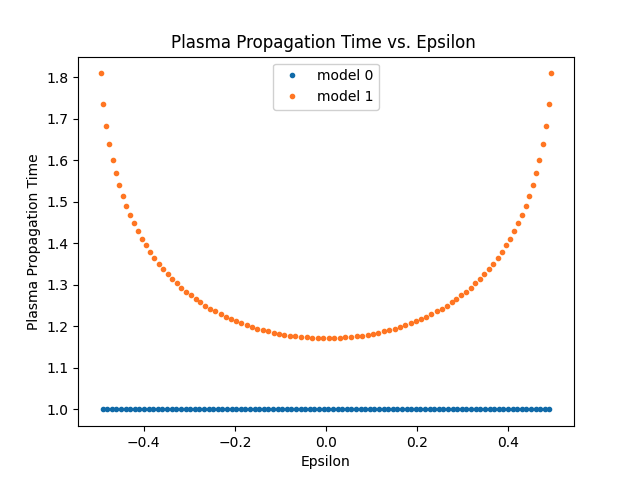 Plasma Propagation Time vs. Epsilon
model 0
model 1
Plasma Propagation Time
1.8
1.7
1.6
1.5
1.4
1.3
1.2
1.1
1.0
−0.4
−0.2
0.0
0.2
0.4
Epsilon